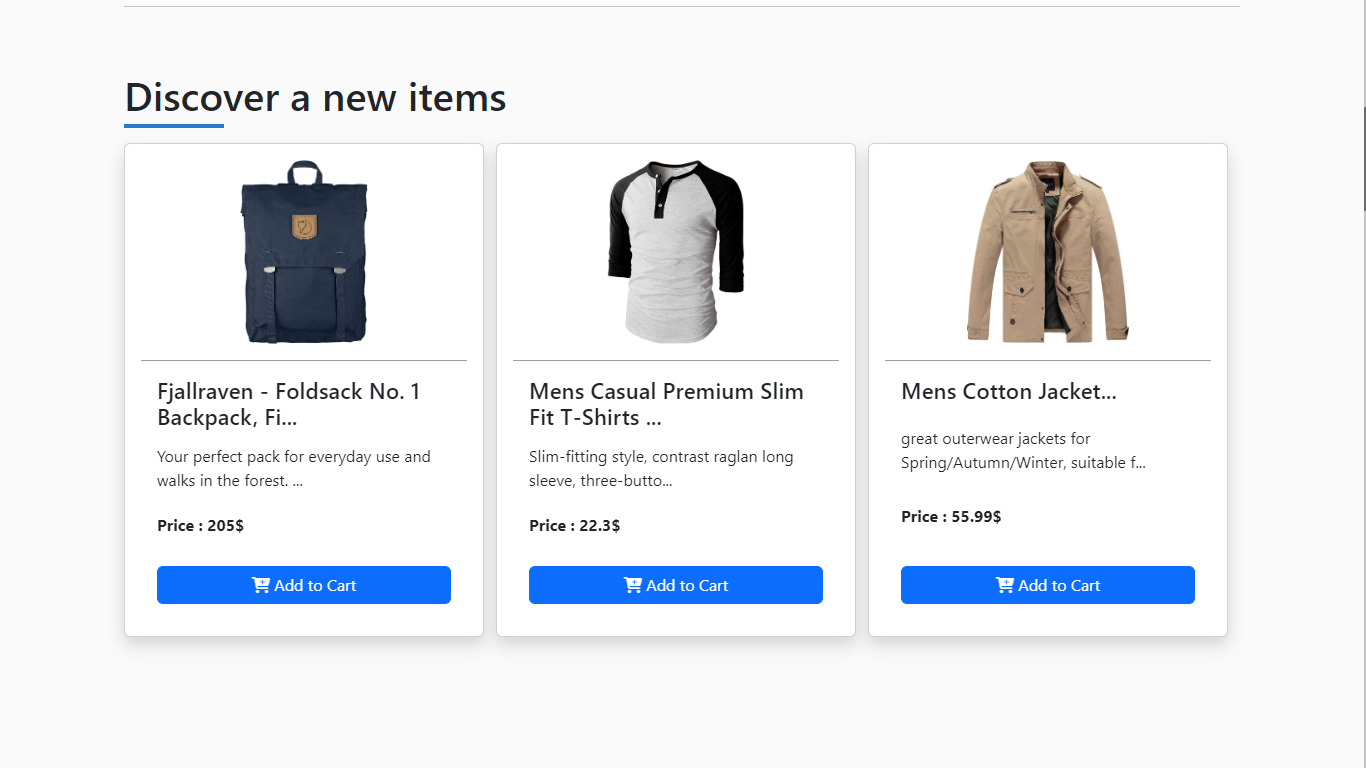 Discover a new items
Fjallraven - Foldsack No. 1
Backpack, Fi...
Your perfect pack for everyday use and
walks in the forest. ...
Price : 205$
Add to Cart
Mens Casual Premium Slim
Fit T-Shirts ...
Slim-fitting style, contrast raglan long
sleeve, three-butto...
Price : 22.3$
Add to Cart
Mens Cotton Jacket...
great outerwear jackets for
Spring/Autumn/Winter, suitable f...
Price : 55.99$
Add to Cart